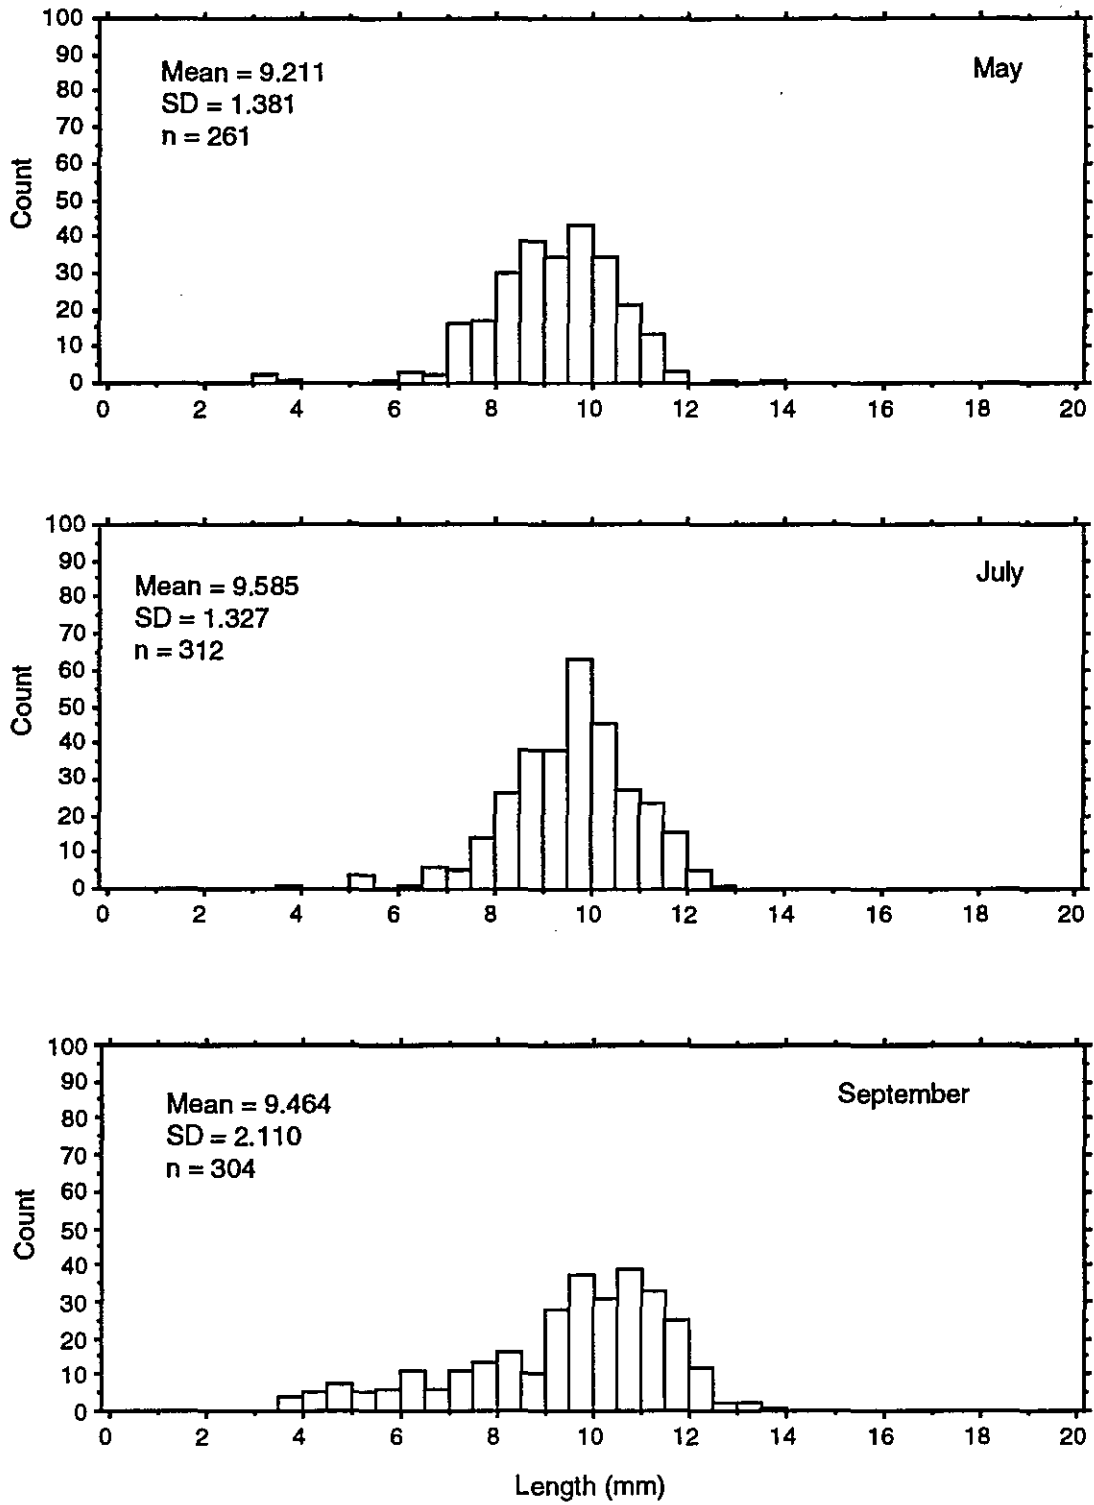 100
90
80
70
60
50
40
30
20
10
0
Count
Mean = 9.211
SD = 1.381
n = 261
May
0 2 4 6 8 10 12 14 16 18 20
100
90
80
70
60
50
40
30
20
10
0
Count
Mean = 9.585
SD = 1.327
n = 312
July
0 2 4 6 8 10 12 14 16 18 20
100
90
80
70
60
50
40
30
20
10
0
Count
Mean = 9.464
SD = 2.110
n = 304
September
0 2 4 6 8 10 12 14 16 18 20
Length (mm)